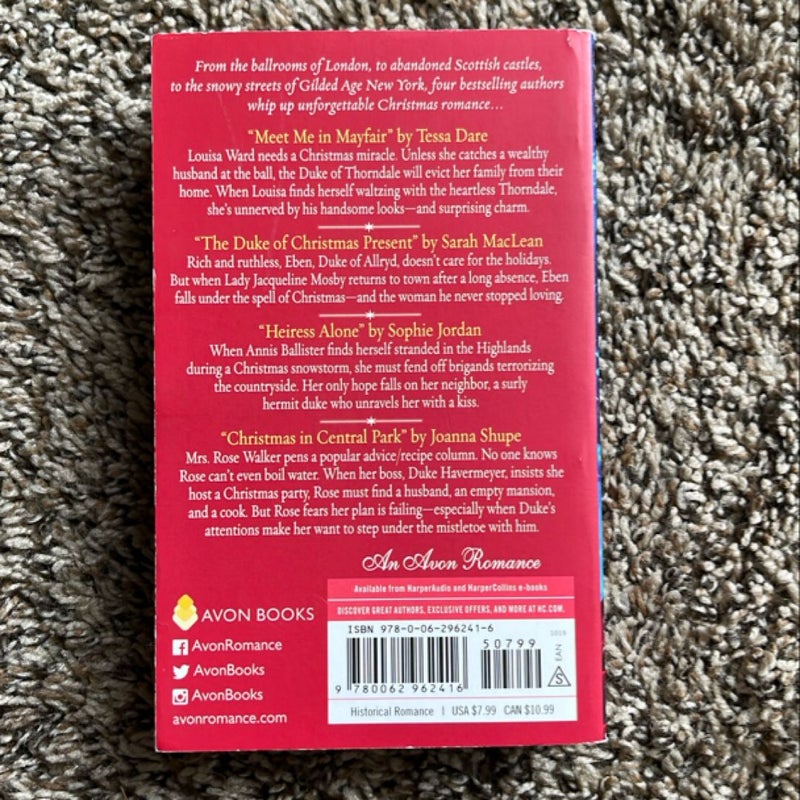 From the ballrooms of London, to abandoned Scottish castles,
to the snowy streets of Gilded Age New York, four bestselling authors
whip up unforgettable Christmas romance...
"Meet Me in Mayfair" by Tessa Dare
Louisa Ward needs a Christmas miracle. Unless she catches a wealthy
husband at the ball, the Duke of Thorndale will evict her family from their
home. When Louisa finds herself waltzing with the heartless Thorndale,
she's unnerved by his handsome looks—and surprising charm.
"The Duke of Christmas Present" by Sarah MacLean
Rich and ruthless, Eben, Duke of Allryd, doesn't care for the holidays.
But when Lady Jacqueline Mosby returns to town after a long absence, Eben
falls under the spell of Christmas—and the woman he never stopped loving.
"Heiress Alone" by Sophie Jordan
When Annis Ballister finds herself stranded in the Highlands
during a Christmas snowstorm, she must fend off brigands terrorizing
the countryside. Her only hope falls on her neighbor, a surly
hermit duke who unravels her with a kiss.
"Christmas in Central Park" by Joanna Shupe
Mrs. Rose Walker pens a popular advice/recipe column. No one knows
Rose can't even boil water. When her boss, Duke Havermeyer, insists she
host a Christmas party, Rose must find a husband, an empty mansion,
and a cook. But Rose fears her plan is failing—especially when Duke's
attentions make her want to step under the mistletoe with him.
An Avon Romance
Available from HarperAudio and HarperCollins e-books
DISCOVER GREAT AUTHORS, EXCLUSIVE OFFERS, AND MORE AT HC.COM.
AVON BOOKS
AvonRomance
AvonBooks
AvonBooks
avonromance.com
ISBN 978-0-06-296241-6
50799
1019
EAN
S
9 780062 962416
Historical Romance | USA $7.99 CAN $10.99